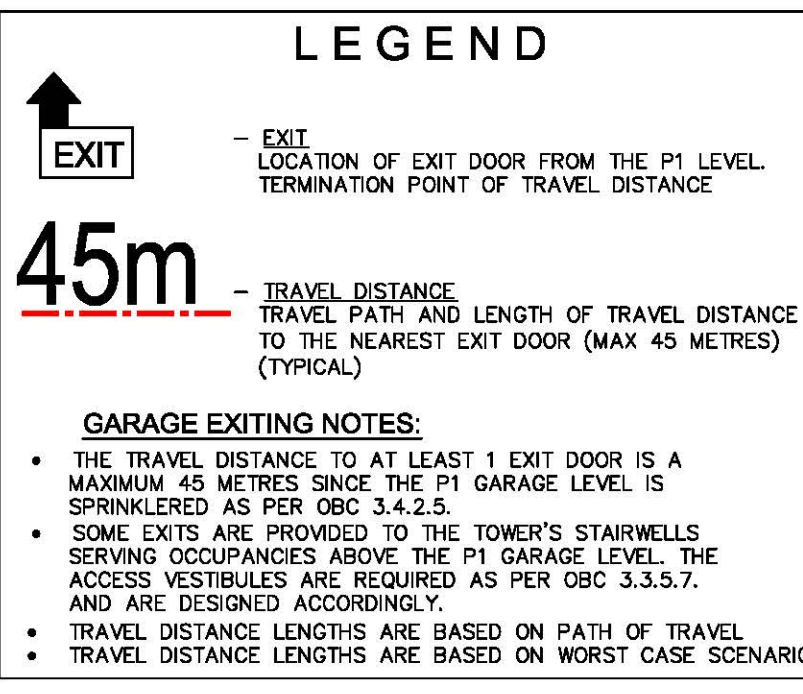 LEGEND
EXIT
– EXIT
LOCATION OF EXIT DOOR FROM THE P1 LEVEL.
TERMINATION POINT OF TRAVEL DISTANCE
45m
– TRAVEL DISTANCE
TRAVEL PATH AND LENGTH OF TRAVEL DISTANCE
TO THE NEAREST EXIT DOOR (MAX 45 METRES)
(TYPICAL)
GARAGE EXITING NOTES:
• THE TRAVEL DISTANCE TO AT LEAST 1 EXIT DOOR IS A
MAXIMUM 45 METRES SINCE THE P1 GARAGE LEVEL IS
SPRINKLERED AS PER OBC 3.4.2.5.
• SOME EXITS ARE PROVIDED TO THE TOWER'S STAIRWELLS
SERVING OCCUPANCIES ABOVE THE P1 GARAGE LEVEL. THE
ACCESS VESTIBULES ARE REQUIRED AS PER OBC 3.3.5.7.
AND ARE DESIGNED ACCORDINGLY.
• TRAVEL DISTANCE LENGTHS ARE BASED ON PATH OF TRAVEL
• TRAVEL DISTANCE LENGTHS ARE BASED ON WORST CASE SCENARIO